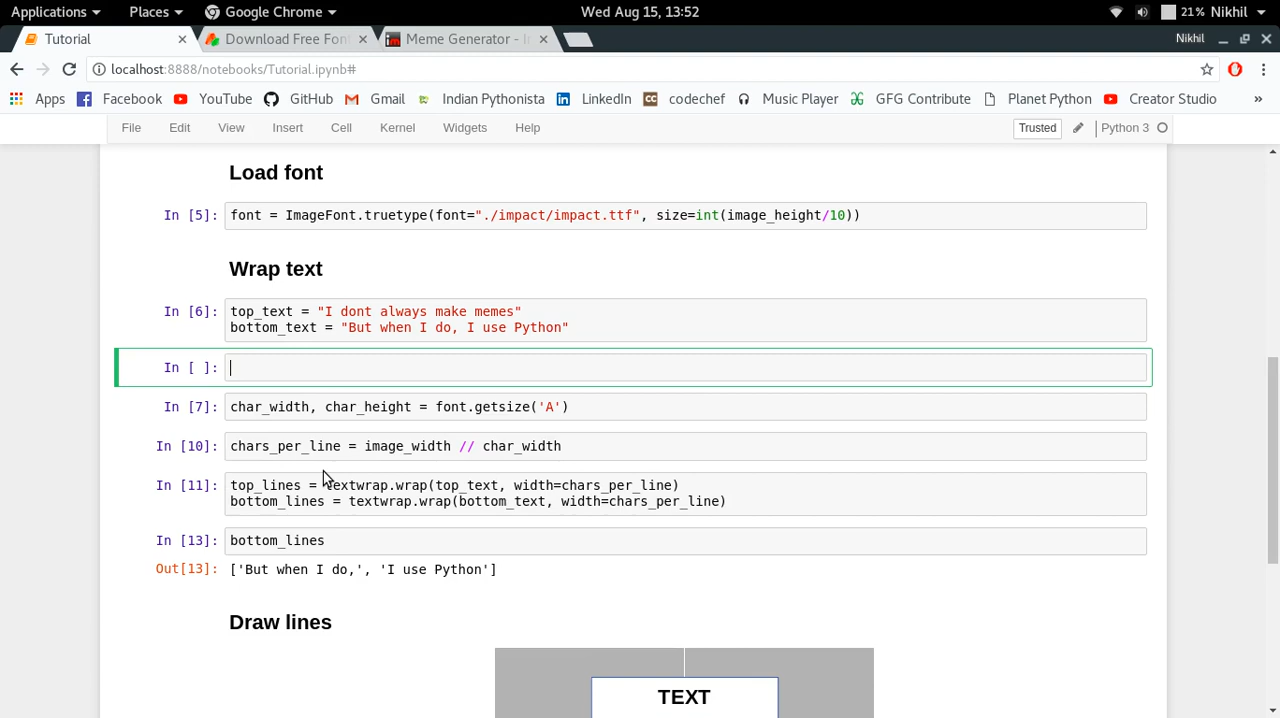 Applications Places Google Chrome Wed Aug 15, 13:52 21% Nikhil
Tutorial Download Free Font Meme Generator - I Nikhil
localhost:8888/notebooks/Tutorial.ipynb#
Apps Facebook YouTube GitHub Gmail Indian Pythonista LinkedIn codechef Music Player GFG Contribute Planet Python Creator Studio »
File Edit View Insert Cell Kernel Widgets Help Trusted Python 3
Load font
In [5]: font = ImageFont.truetype(font="./impact/impact.ttf", size=int(image_height/10))
Wrap text
In [6]: top_text = "I dont always make memes"
bottom_text = "But when I do, I use Python"
In [ ]:
In [7]: char_width, char_height = font.getsize('A')
In [10]: chars_per_line = image_width // char_width
In [11]: top_lines = textwrap.wrap(top_text, width=chars_per_line)
bottom_lines = textwrap.wrap(bottom_text, width=chars_per_line)
In [13]: bottom_lines
Out[13]: ['But when I do,', 'I use Python']
Draw lines
TEXT